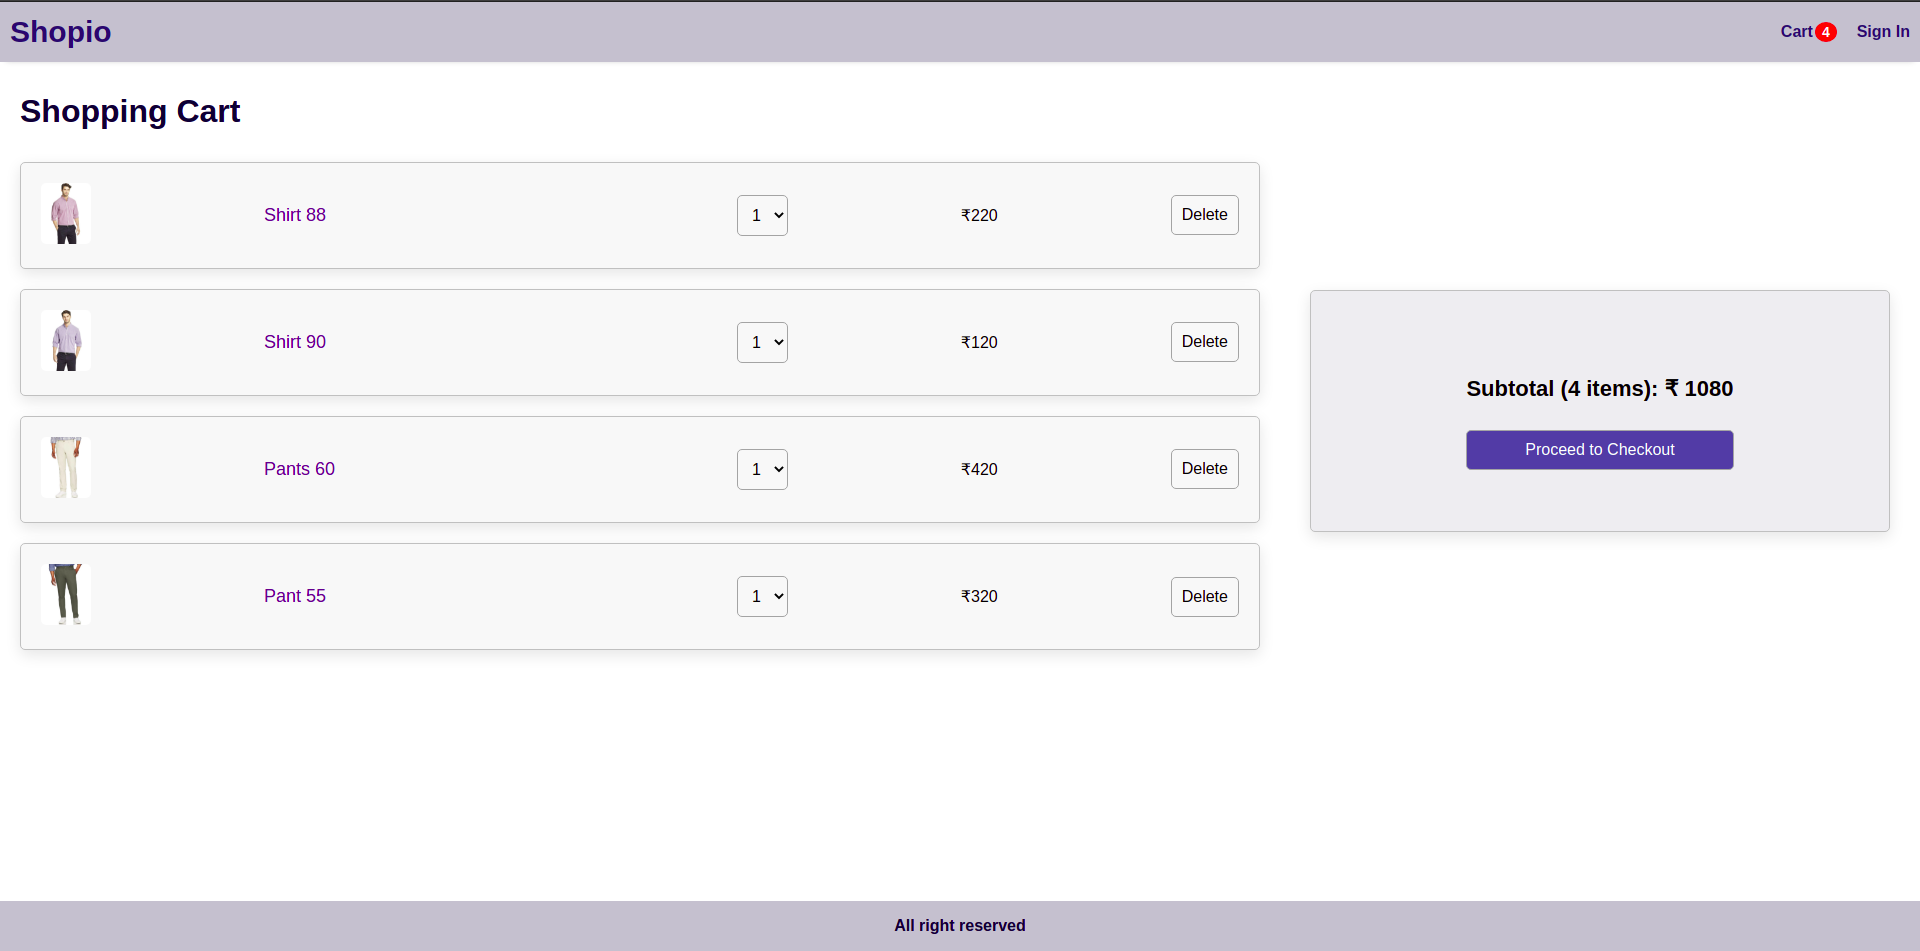 Shopio
Cart 4 Sign In
Shopping Cart
Shirt 88 1 ₹220 Delete
Shirt 90 1 ₹120 Delete
Pants 60 1 ₹420 Delete
Pant 55 1 ₹320 Delete
Subtotal (4 items): ₹ 1080
Proceed to Checkout
All right reserved